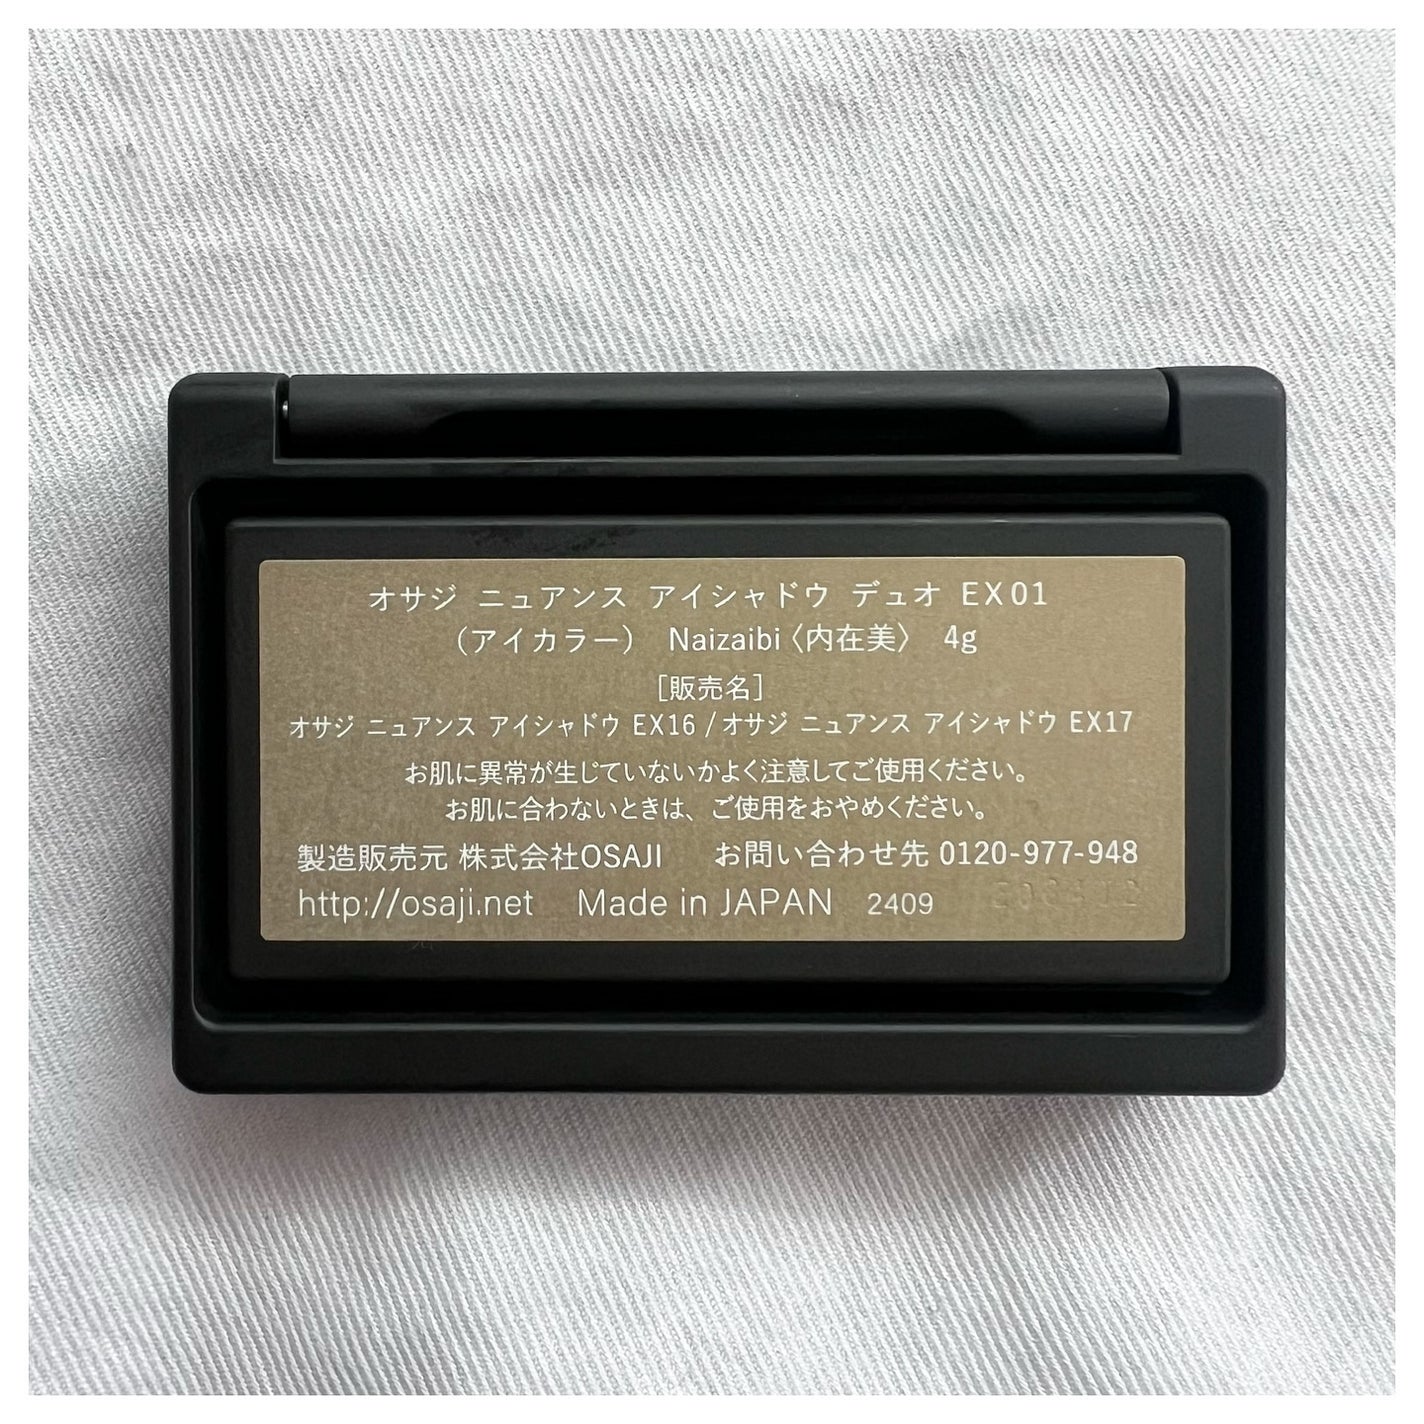 オサジ ニュアンス アイシャドウ デュオ EX01
（アイカラー） Naizaibi〈内在美〉 4g
［販売名］
オサジ ニュアンス アイシャドウ EX16 / オサジ ニュアンス アイシャドウ EX17
お肌に異常が生じていないかよく注意してご使用ください。
お肌に合わないときは、ご使用をおやめください。
製造販売元 株式会社OSAJI お問い合わせ先 0120-977-948
http://osaji.net Made in JAPAN 2409